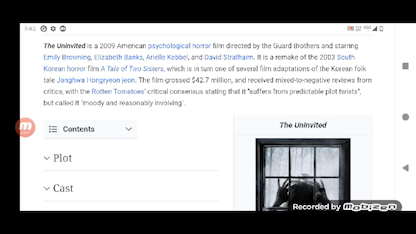 7:45
The Uninvited is a 2009 American psychological horror film directed by the Guard Brothers and starring
Emily Browning, Elizabeth Banks, Arielle Kebbel, and David Strathairn. It is a remake of the 2003 South
Korean horror film A Tale of Two Sisters, which is in turn one of several film adaptations of the Korean folk
tale Janghwa Hongryeon jeon. The film grossed $42.7 million, and received mixed-to-negative reviews from
critics, with the Rotten Tomatoes' critical consensus stating that it "suffers from predictable plot twists",
but called it "moody and reasonably involving".
Contents
The Uninvited
Plot
Cast
Recorded by Mobizen